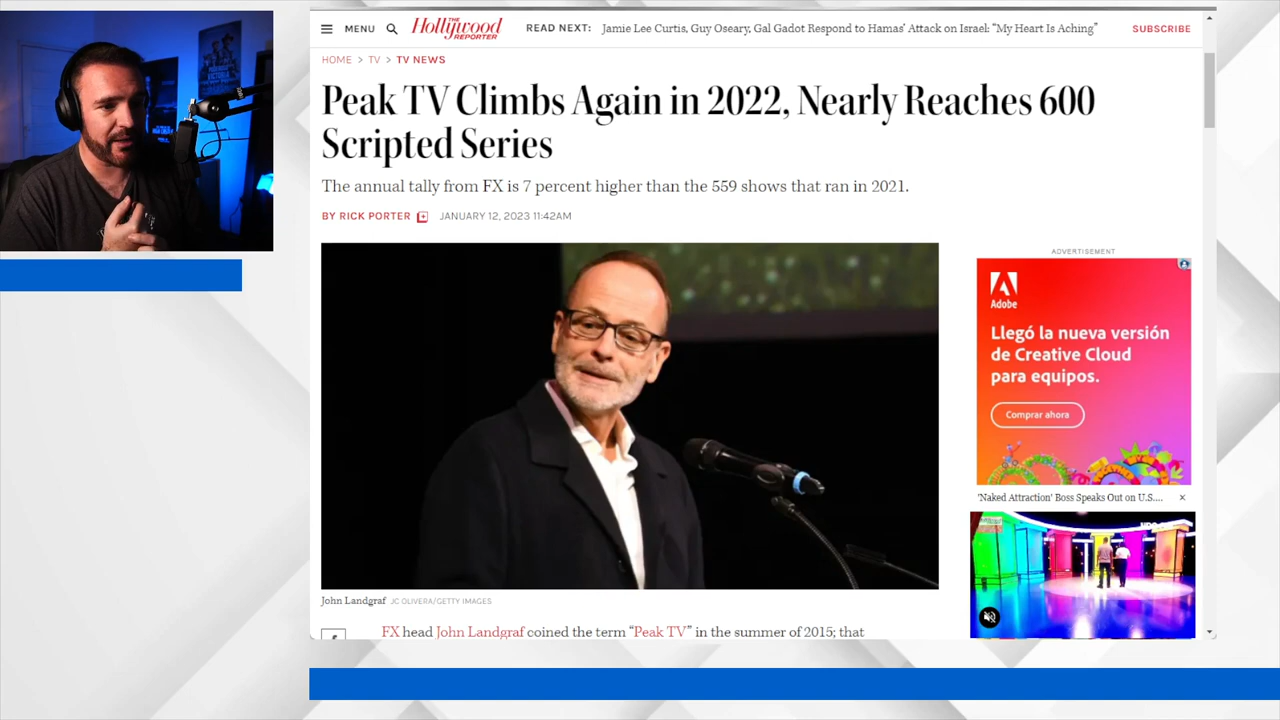 MENU
THE
Hollywood
REPORTER
READ NEXT: Jamie Lee Curtis, Guy Oseary, Gal Gadot Respond to Hamas' Attack on Israel: “My Heart Is Aching”
SUBSCRIBE
HOME > TV > TV NEWS
Peak TV Climbs Again in 2022, Nearly Reaches 600
Scripted Series
The annual tally from FX is 7 percent higher than the 559 shows that ran in 2021.
BY RICK PORTER JANUARY 12, 2023 11:42AM
ADVERTISEMENT
Adobe
Llegó la nueva versión
de Creative Cloud
para equipos.
Comprar ahora
'Naked Attraction' Boss Speaks Out on U.S....
John Landgraf JC OLIVERA/GETTY IMAGES
FX head John Landgraf coined the term “Peak TV” in the summer of 2015; that